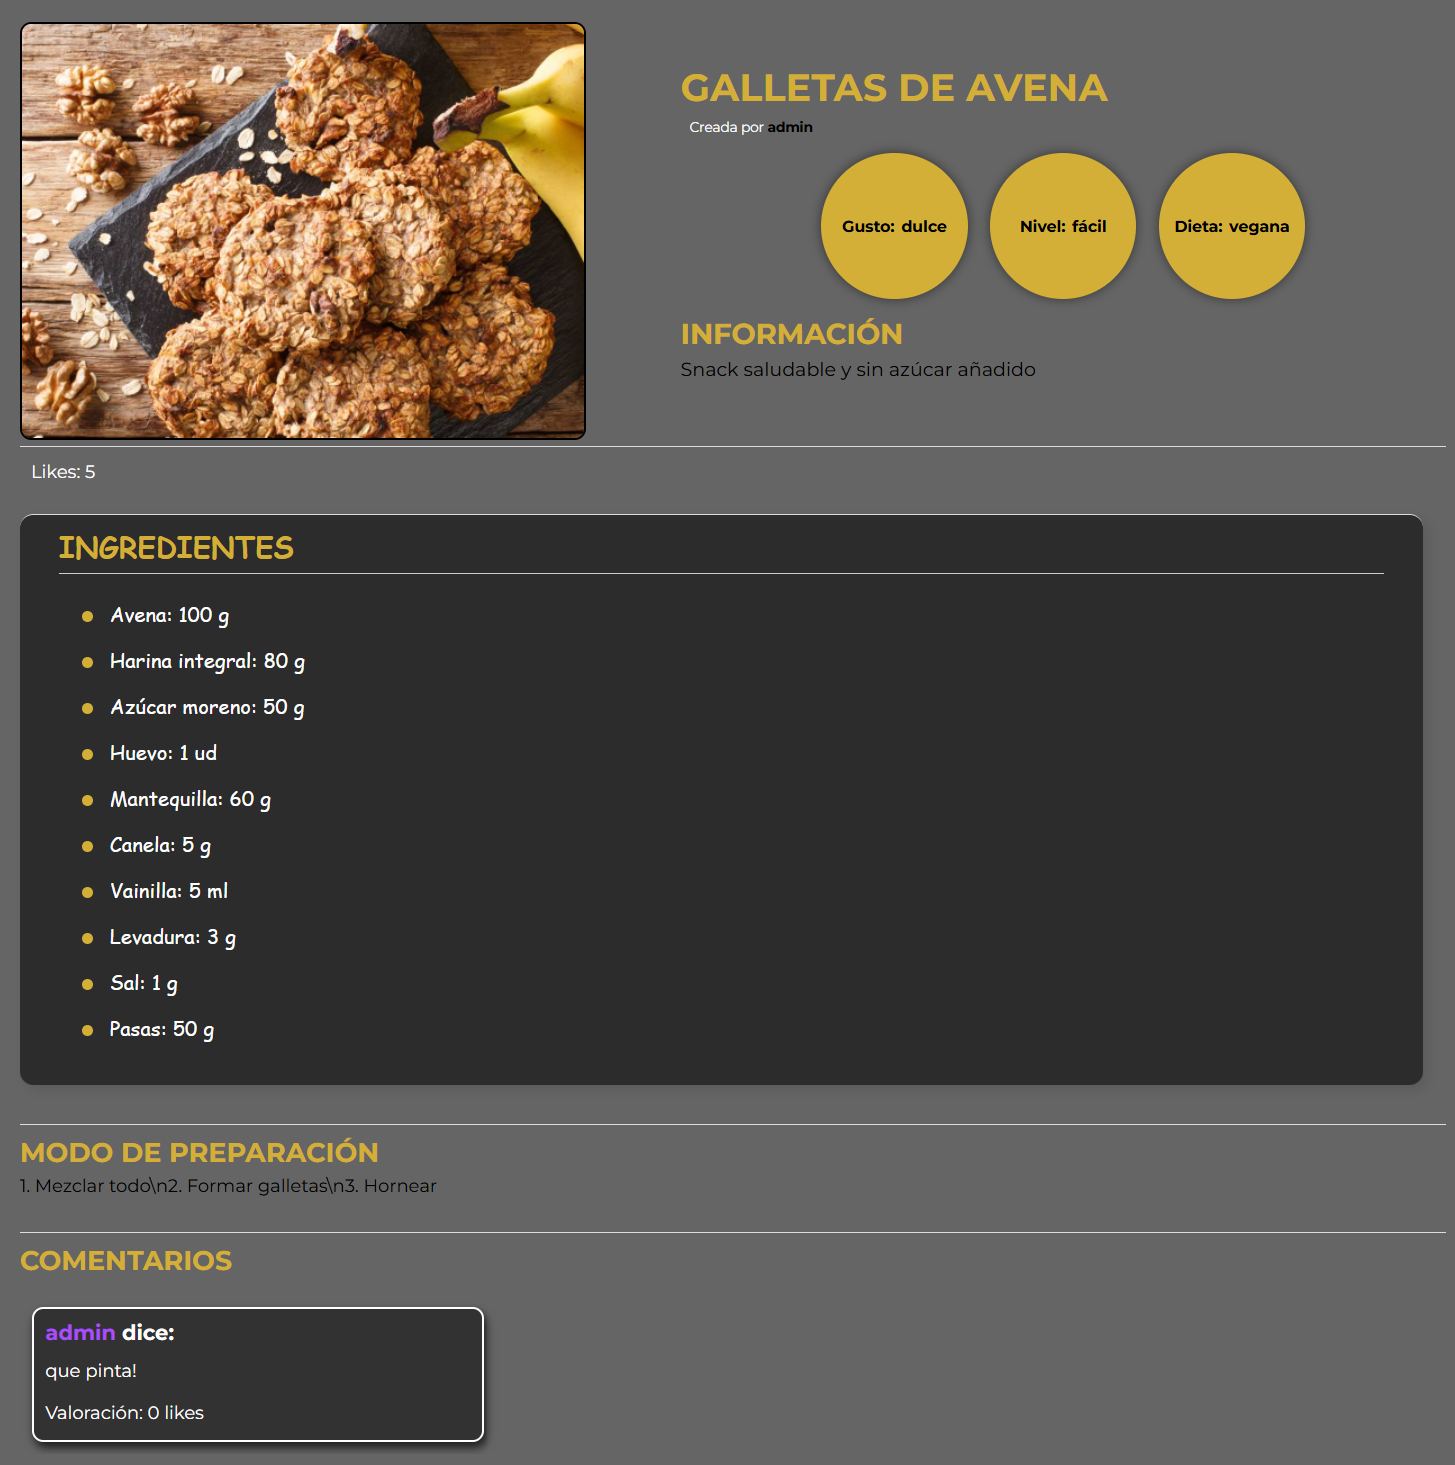 GALLETAS DE AVENA
Creada por admin
Gusto: dulce
Nivel: fácil
Dieta: vegana
INFORMACIÓN
Snack saludable y sin azúcar añadido
Likes: 5
INGREDIENTES
Avena: 100 g
Harina integral: 80 g
Azúcar moreno: 50 g
Huevo: 1 ud
Mantequilla: 60 g
Canela: 5 g
Vainilla: 5 ml
Levadura: 3 g
Sal: 1 g
Pasas: 50 g
MODO DE PREPARACIÓN
1. Mezclar todo\n2. Formar galletas\n3. Hornear
COMENTARIOS
admin dice:
que pinta!
Valoración: 0 likes